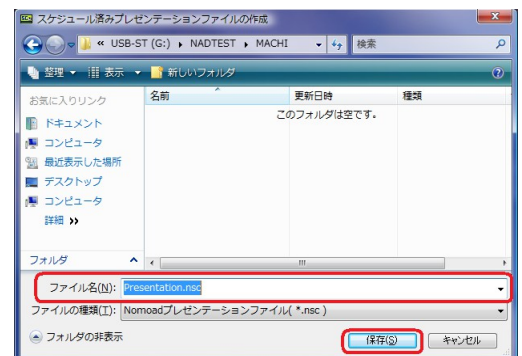 スケジュール済みプレゼンテーションファイルの作成
« USB-ST (G:) ▸ NADTEST ▸ MACHI
検索
整理 表示 新しいフォルダ
お気に入りリンク
ドキュメント
コンピュータ
最近表示した場所
デスクトップ
コンピュータ
詳細 »
フォルダ
名前 更新日時 種類
このフォルダは空です。
ファイル名(N): Presentation.nsc
ファイルの種類(T): Nomoadプレゼンテーションファイル( *.nsc )
フォルダの非表示
保存(S) キャンセル